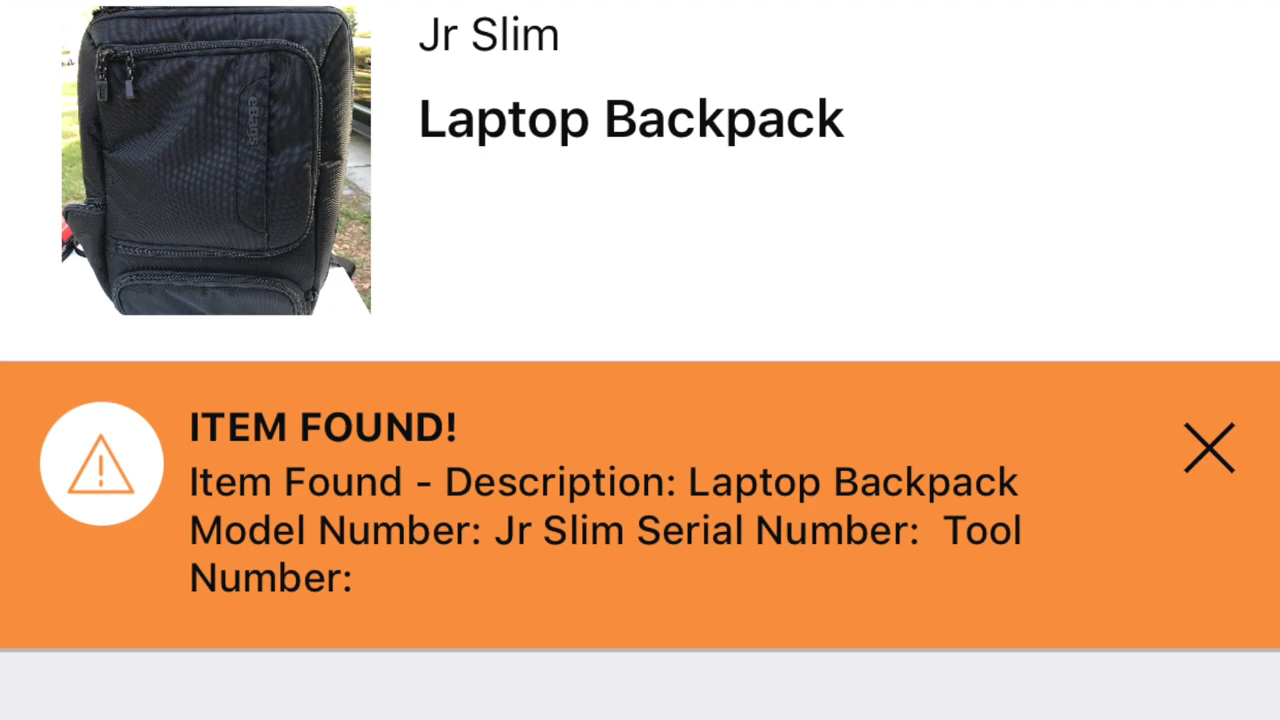 Jr Slim
Laptop Backpack
eBags
ITEM FOUND!
Item Found - Description: Laptop Backpack
Model Number: Jr Slim Serial Number:  Tool
Number: